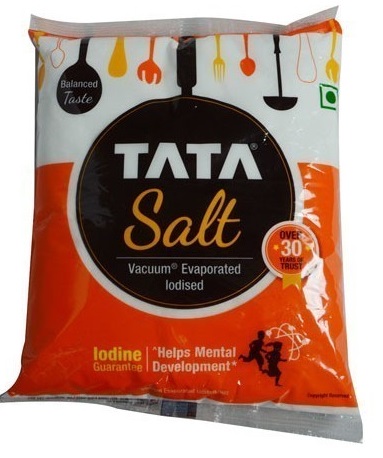 Balanced
Taste
TATA®
Salt
Vacuum® Evaporated
Iodised
OVER
30
YEARS OF
TRUST
Iodine
Guarantee
*Helps Mental
Development*